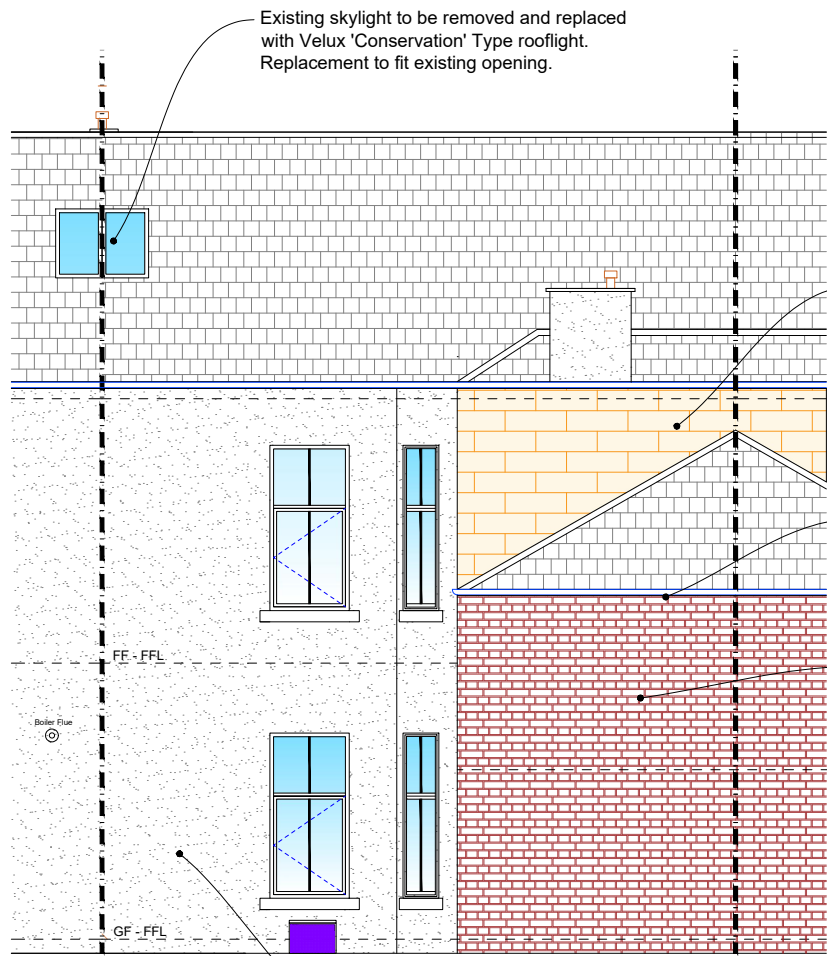 Existing skylight to be removed and replaced
with Velux 'Conservation' Type rooflight.
Replacement to fit existing opening.
FF - FFL
Boiler Flue
GF - FFL